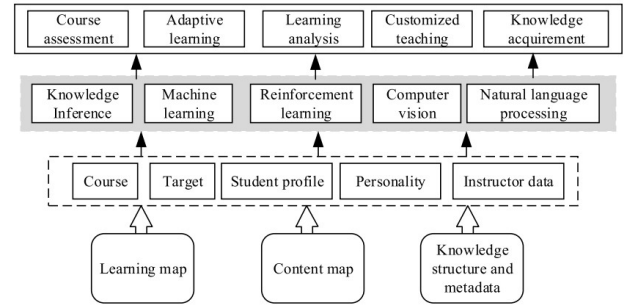 Course
assessment
Adaptive
learning
Learning
analysis
Customized
teaching
Knowledge
acquirement
Knowledge
Inference
Machine
learning
Reinforcement
learning
Computer
vision
Natural language
processing
Course
Target
Student profile
Personality
Instructor data
Learning map
Content map
Knowledge
structure and
metadata